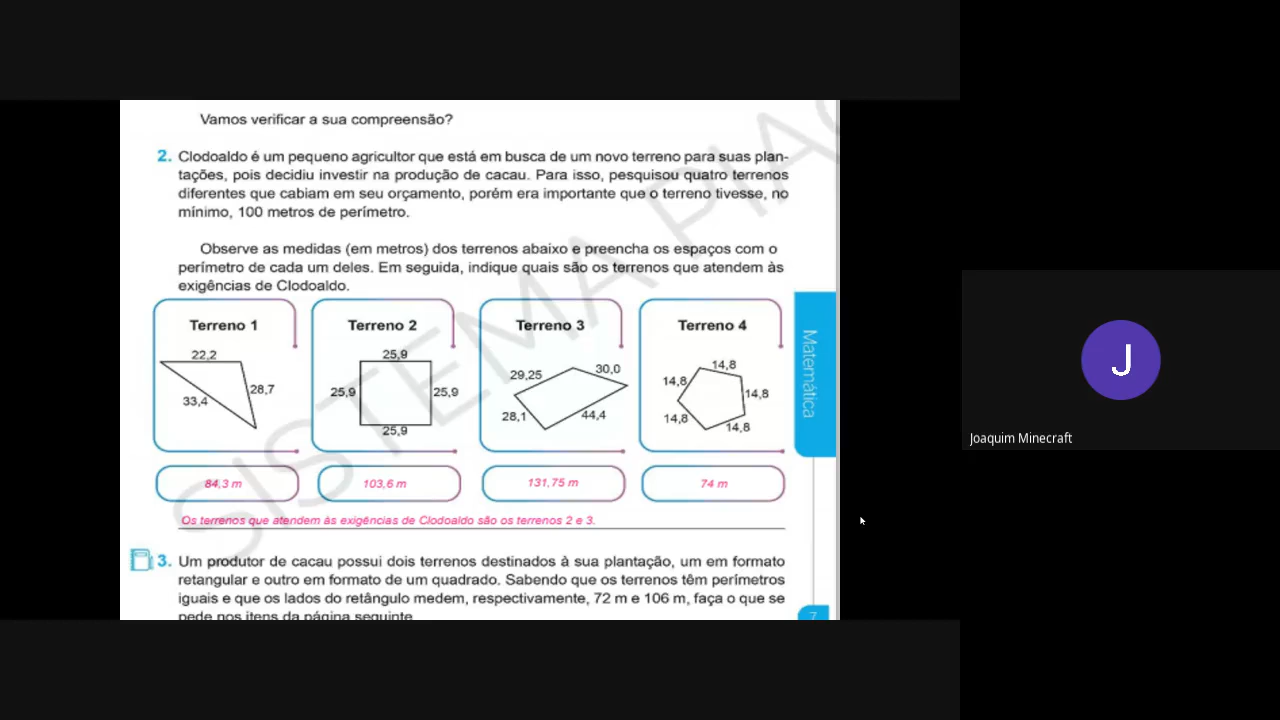 Vamos verificar a sua compreensão?
2. Clodoaldo é um pequeno agricultor que está em busca de um novo terreno para suas plan-
tações, pois decidiu investir na produção de cacau. Para isso, pesquisou quatro terrenos
diferentes que cabiam em seu orçamento, porém era importante que o terreno tivesse, no
mínimo, 100 metros de perímetro.
Observe as medidas (em metros) dos terrenos abaixo e preencha os espaços com o
perímetro de cada um deles. Em seguida, indique quais são os terrenos que atendem às
exigências de Clodoaldo.
Terreno 1
22,2
28,7
33,4
84,3 m
Terreno 2
25,9
25,9
25,9
25,9
103,6 m
Terreno 3
29,25
30,0
28,1
44,4
131,75 m
Terreno 4
14,8
14,8
14,8
14,8
14,8
74 m
Os terrenos que atendem às exigências de Clodoaldo são os terrenos 2 e 3.
3. Um produtor de cacau possui dois terrenos destinados à sua plantação, um em formato
retangular e outro em formato de um quadrado. Sabendo que os terrenos têm perímetros
iguais e que os lados do retângulo medem, respectivamente, 72 m e 106 m, faça o que se
pede nos itens da página seguinte
Matemática
7
SISTEMA PIA
J
Joaquim Minecraft